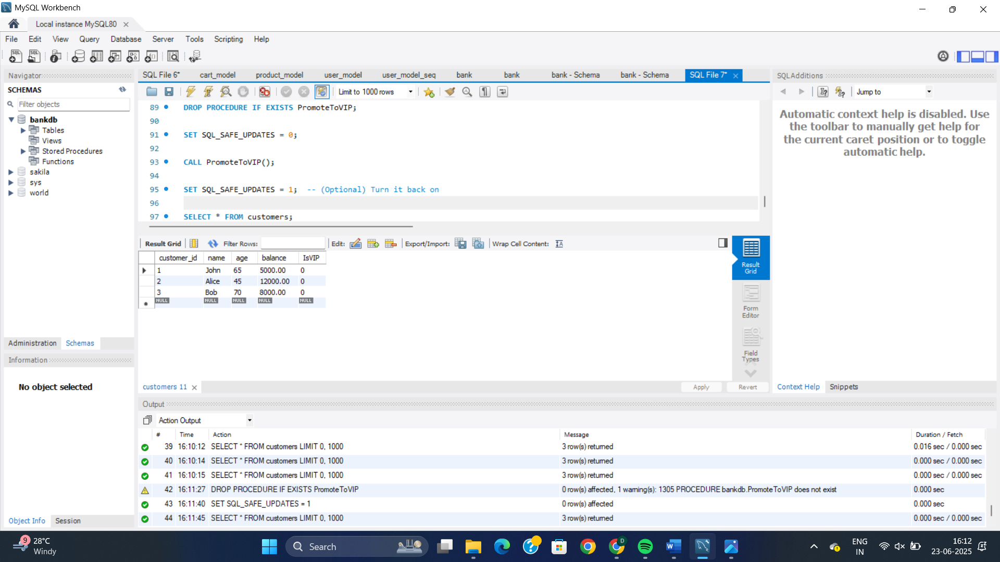 MySQL Workbench
Local instance MySQL80
File Edit View Query Database Server Tools Scripting Help
Navigator
SCHEMAS
Filter objects
bankdb
Tables
Views
Stored Procedures
Functions
sakila
sys
world
Administration Schemas
Information
No object selected
Object Info Session
SQL File 6* cart_model product_model user_model user_model_seq bank bank bank - Schema bank - Schema SQL File 7*
Limit to 1000 rows
89 DROP PROCEDURE IF EXISTS PromoteToVIP;
90
91 SET SQL_SAFE_UPDATES = 0;
92
93 CALL PromoteToVIP();
94
95 SET SQL_SAFE_UPDATES = 1; -- (Optional) Turn it back on
96
97 SELECT * FROM customers;
Result Grid Filter Rows: Edit: Export/Import: Wrap Cell Content:
customer_id name age balance IsVIP
1 John 65 5000.00 0
2 Alice 45 12000.00 0
3 Bob 70 8000.00 0
NULL NULL NULL NULL NULL
Result
Grid
Form
Editor
Field
Types
customers 11
Apply Revert
SQLAdditions
Jump to
Automatic context help is disabled. Use
the toolbar to manually get help for
the current caret position or to toggle
automatic help.
Context Help Snippets
Output
Action Output
# Time Action Message Duration / Fetch
39 16:10:12 SELECT * FROM customers LIMIT 0, 1000 3 row(s) returned 0.016 sec / 0.000 sec
40 16:10:14 SELECT * FROM customers LIMIT 0, 1000 3 row(s) returned 0.000 sec / 0.000 sec
41 16:10:15 SELECT * FROM customers LIMIT 0, 1000 3 row(s) returned 0.000 sec / 0.000 sec
42 16:11:27 DROP PROCEDURE IF EXISTS PromoteToVIP 0 row(s) affected, 1 warning(s): 1305 PROCEDURE bankdb.PromoteToVIP does not exist 0.000 sec
43 16:11:40 SET SQL_SAFE_UPDATES = 1 0 row(s) affected 0.000 sec
44 16:11:45 SELECT * FROM customers LIMIT 0, 1000 3 row(s) returned 0.000 sec / 0.000 sec
9
28°C
Windy
Search
D
ENG
IN
16:12
23-06-2025